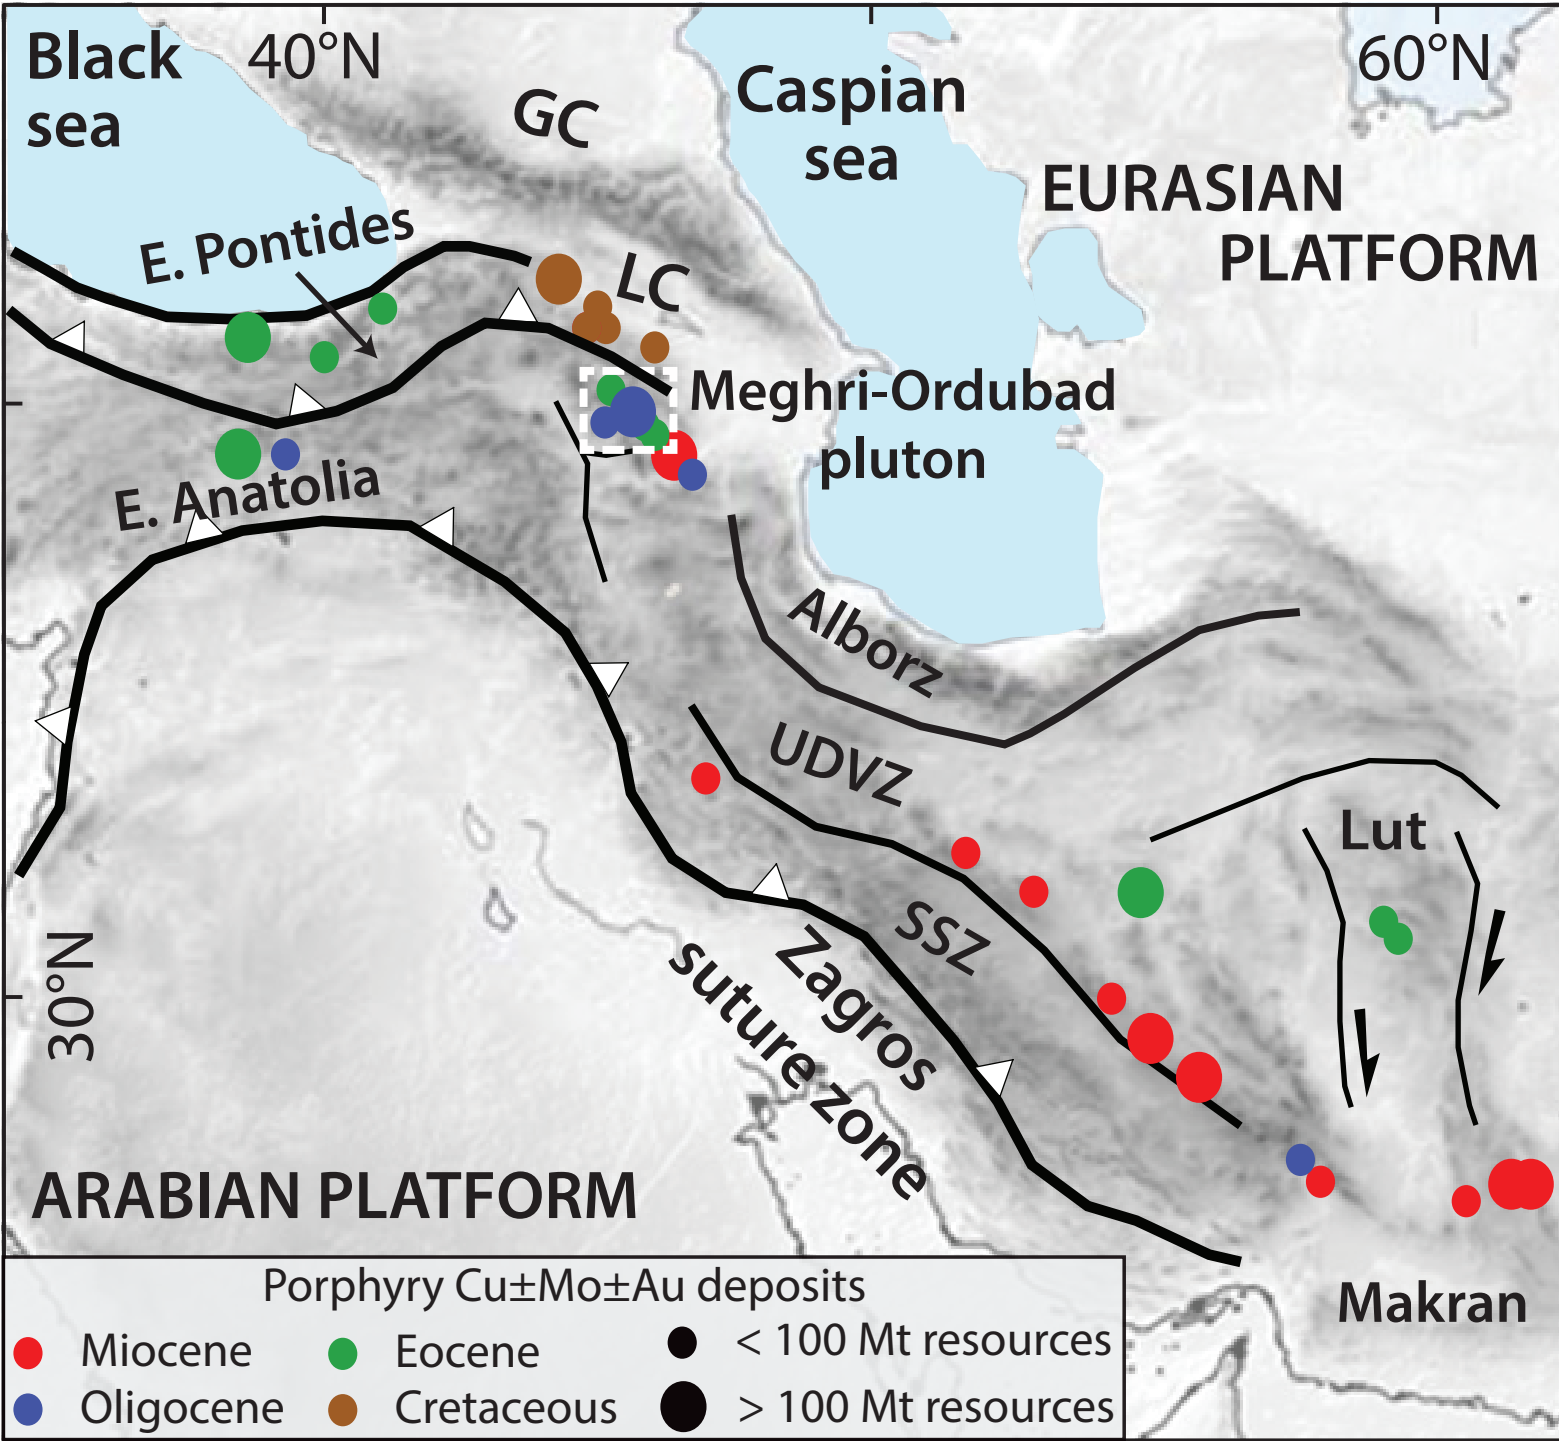 Black
sea
40°N
GC
Caspian
sea
60°N
EURASIAN
PLATFORM
E. Pontides
LC
Meghri-Ordubad
pluton
E. Anatolia
Alborz
UDVZ
Lut
SSZ
Zagros
suture zone
30°N
ARABIAN PLATFORM
Makran
Porphyry Cu±Mo±Au deposits
Miocene
Eocene
< 100 Mt resources
Oligocene
Cretaceous
> 100 Mt resources